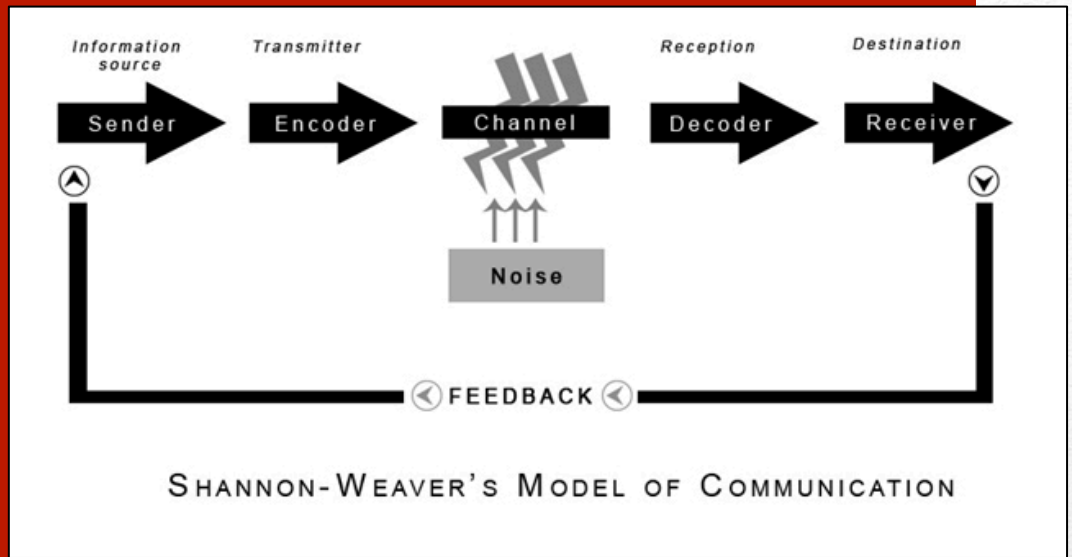 Information
source
Transmitter
Reception
Destination
Sender
Encoder
Channel
Decoder
Receiver
Noise
FEEDBACK
SHANNON-WEAVER'S MODEL OF COMMUNICATION